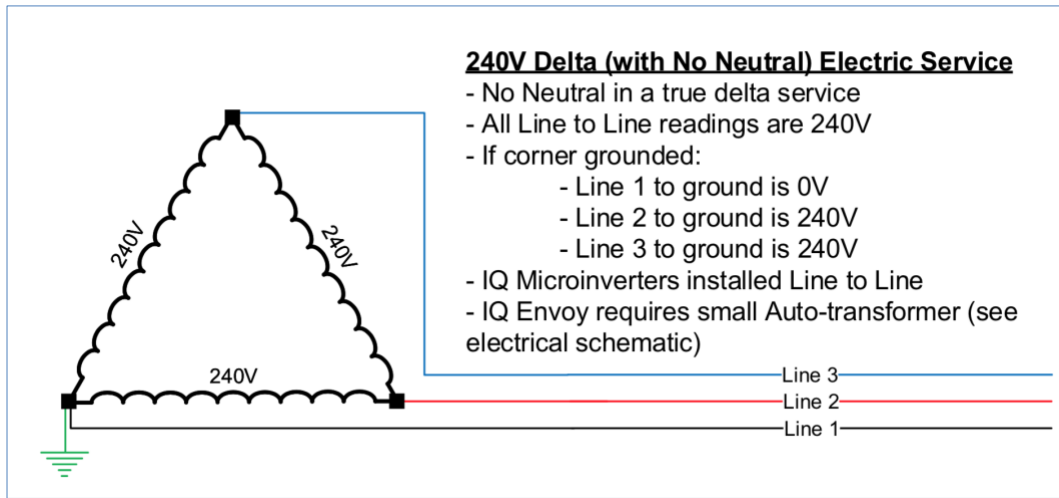 240V Delta (with No Neutral) Electric Service
- No Neutral in a true delta service
- All Line to Line readings are 240V
- If corner grounded:
- Line 1 to ground is 0V
- Line 2 to ground is 240V
- Line 3 to ground is 240V
- IQ Microinverters installed Line to Line
- IQ Envoy requires small Auto-transformer (see
electrical schematic)
240V
240V
240V
Line 3
Line 2
Line 1